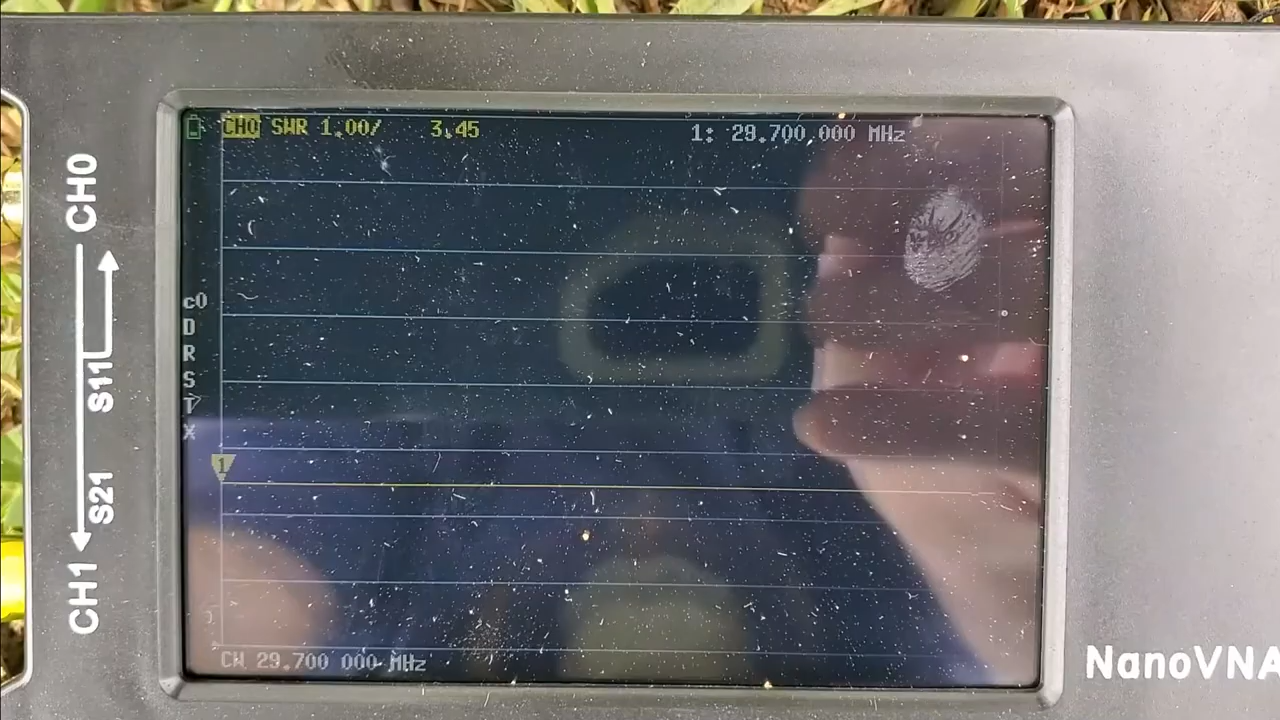 CH0 SWR 1.00/ 3.45
1: 29.700 000 MHz
c0
D
R
S
T
X
1
CW 29.700 000 MHz
CH0
S11
S21
CH1
NanoVNA